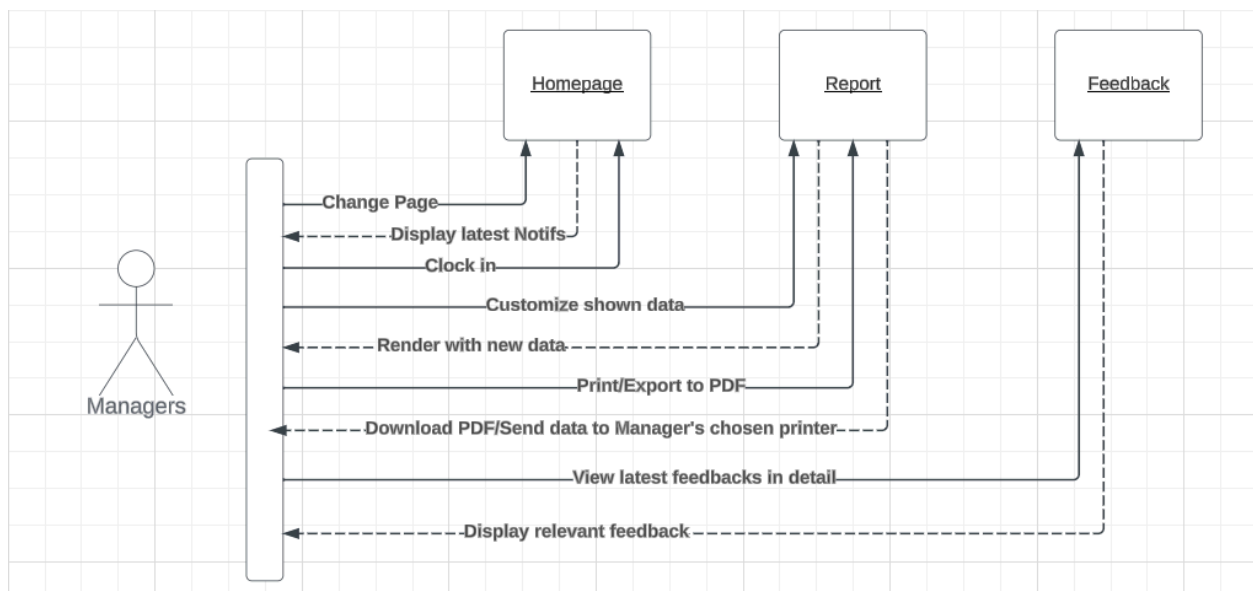 Homepage
Report
Feedback
Change Page
Display latest Notifs
Clock in
Customize shown data
Render with new data
Print/Export to PDF
Managers
Download PDF/Send data to Manager's chosen printer
View latest feedbacks in detail
Display relevant feedback